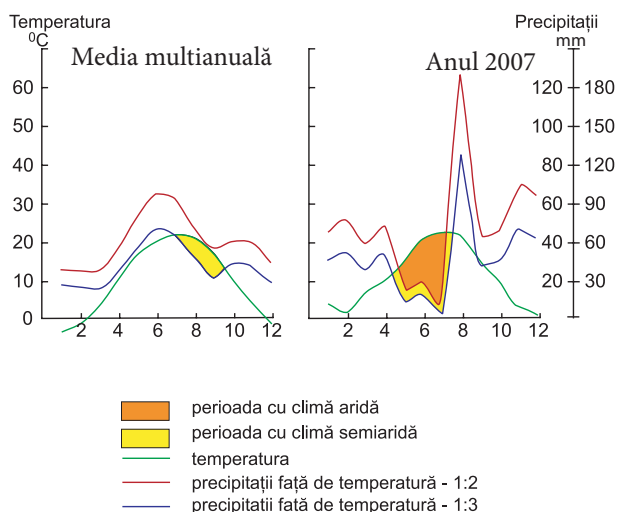 Temperatura
⁰C
Precipitații
mm
Media multianuală
Anul 2007
60
50
40
30
20
10
0
2 4 6 8 10 12
2 4 6 8 10 12
120 180
100 150
80 120
60 90
40 60
20 30
perioada cu climă aridă
perioada cu climă semiaridă
temperatura
precipitații față de temperatură - 1:2
precipitatii față de temperatură - 1:3